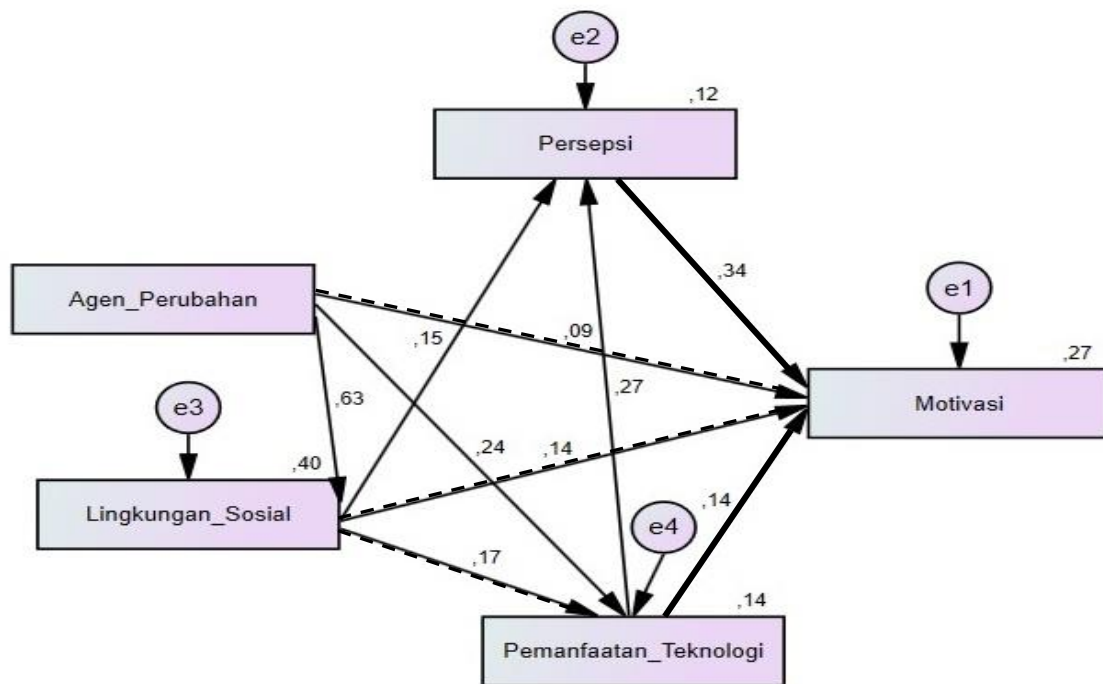 e2
,12
Persepsi
Agen_Perubahan
,34
e1
,15
,09
,27
,27
Motivasi
,63
e3
,24
,14
,40
Lingkungan_Sosial
,14
e4
,17
,14
Pemanfaatan_Teknologi